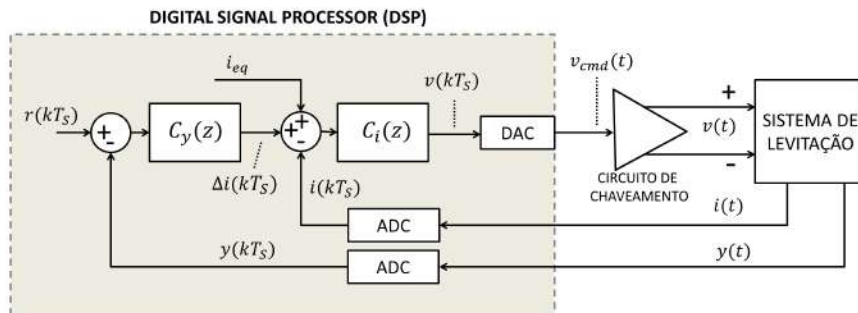 DIGITAL SIGNAL PROCESSOR (DSP)
i_eq
v(kT_S)
v_cmd(t)
r(kT_S)
+
-
C_y(z)
+
+
-
C_i(z)
DAC
+
v(t)
-
SISTEMA DE
LEVITAÇÃO
CIRCUITO DE
CHAVEAMENTO
Δi(kT_S)
i(kT_S)
ADC
i(t)
y(kT_S)
ADC
y(t)